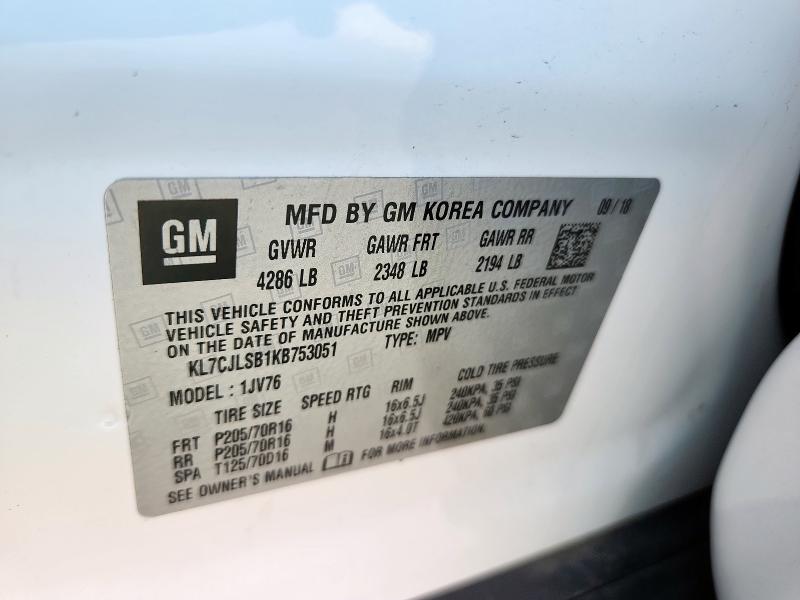 GM MFD BY GM KOREA COMPANY 09/18
GVWR GAWR FRT GAWR RR
4286 LB 2348 LB 2194 LB
THIS VEHICLE CONFORMS TO ALL APPLICABLE U.S. FEDERAL MOTOR
VEHICLE SAFETY AND THEFT PREVENTION STANDARDS IN EFFECT
ON THE DATE OF MANUFACTURE SHOWN ABOVE.
KL7CJLSB1KB753051 TYPE: MPV
MODEL: 1JV76
TIRE SIZE SPEED RTG RIM COLD TIRE PRESSURE
FRT P205/70R16 H 16x6.5J 240KPA, 35 PSI
RR P205/70R16 H 16x6.5J 240KPA, 35 PSI
SPA T125/70D16 M 16x4.0T 420KPA, 60 PSI
SEE OWNER'S MANUAL FOR MORE INFORMATION.